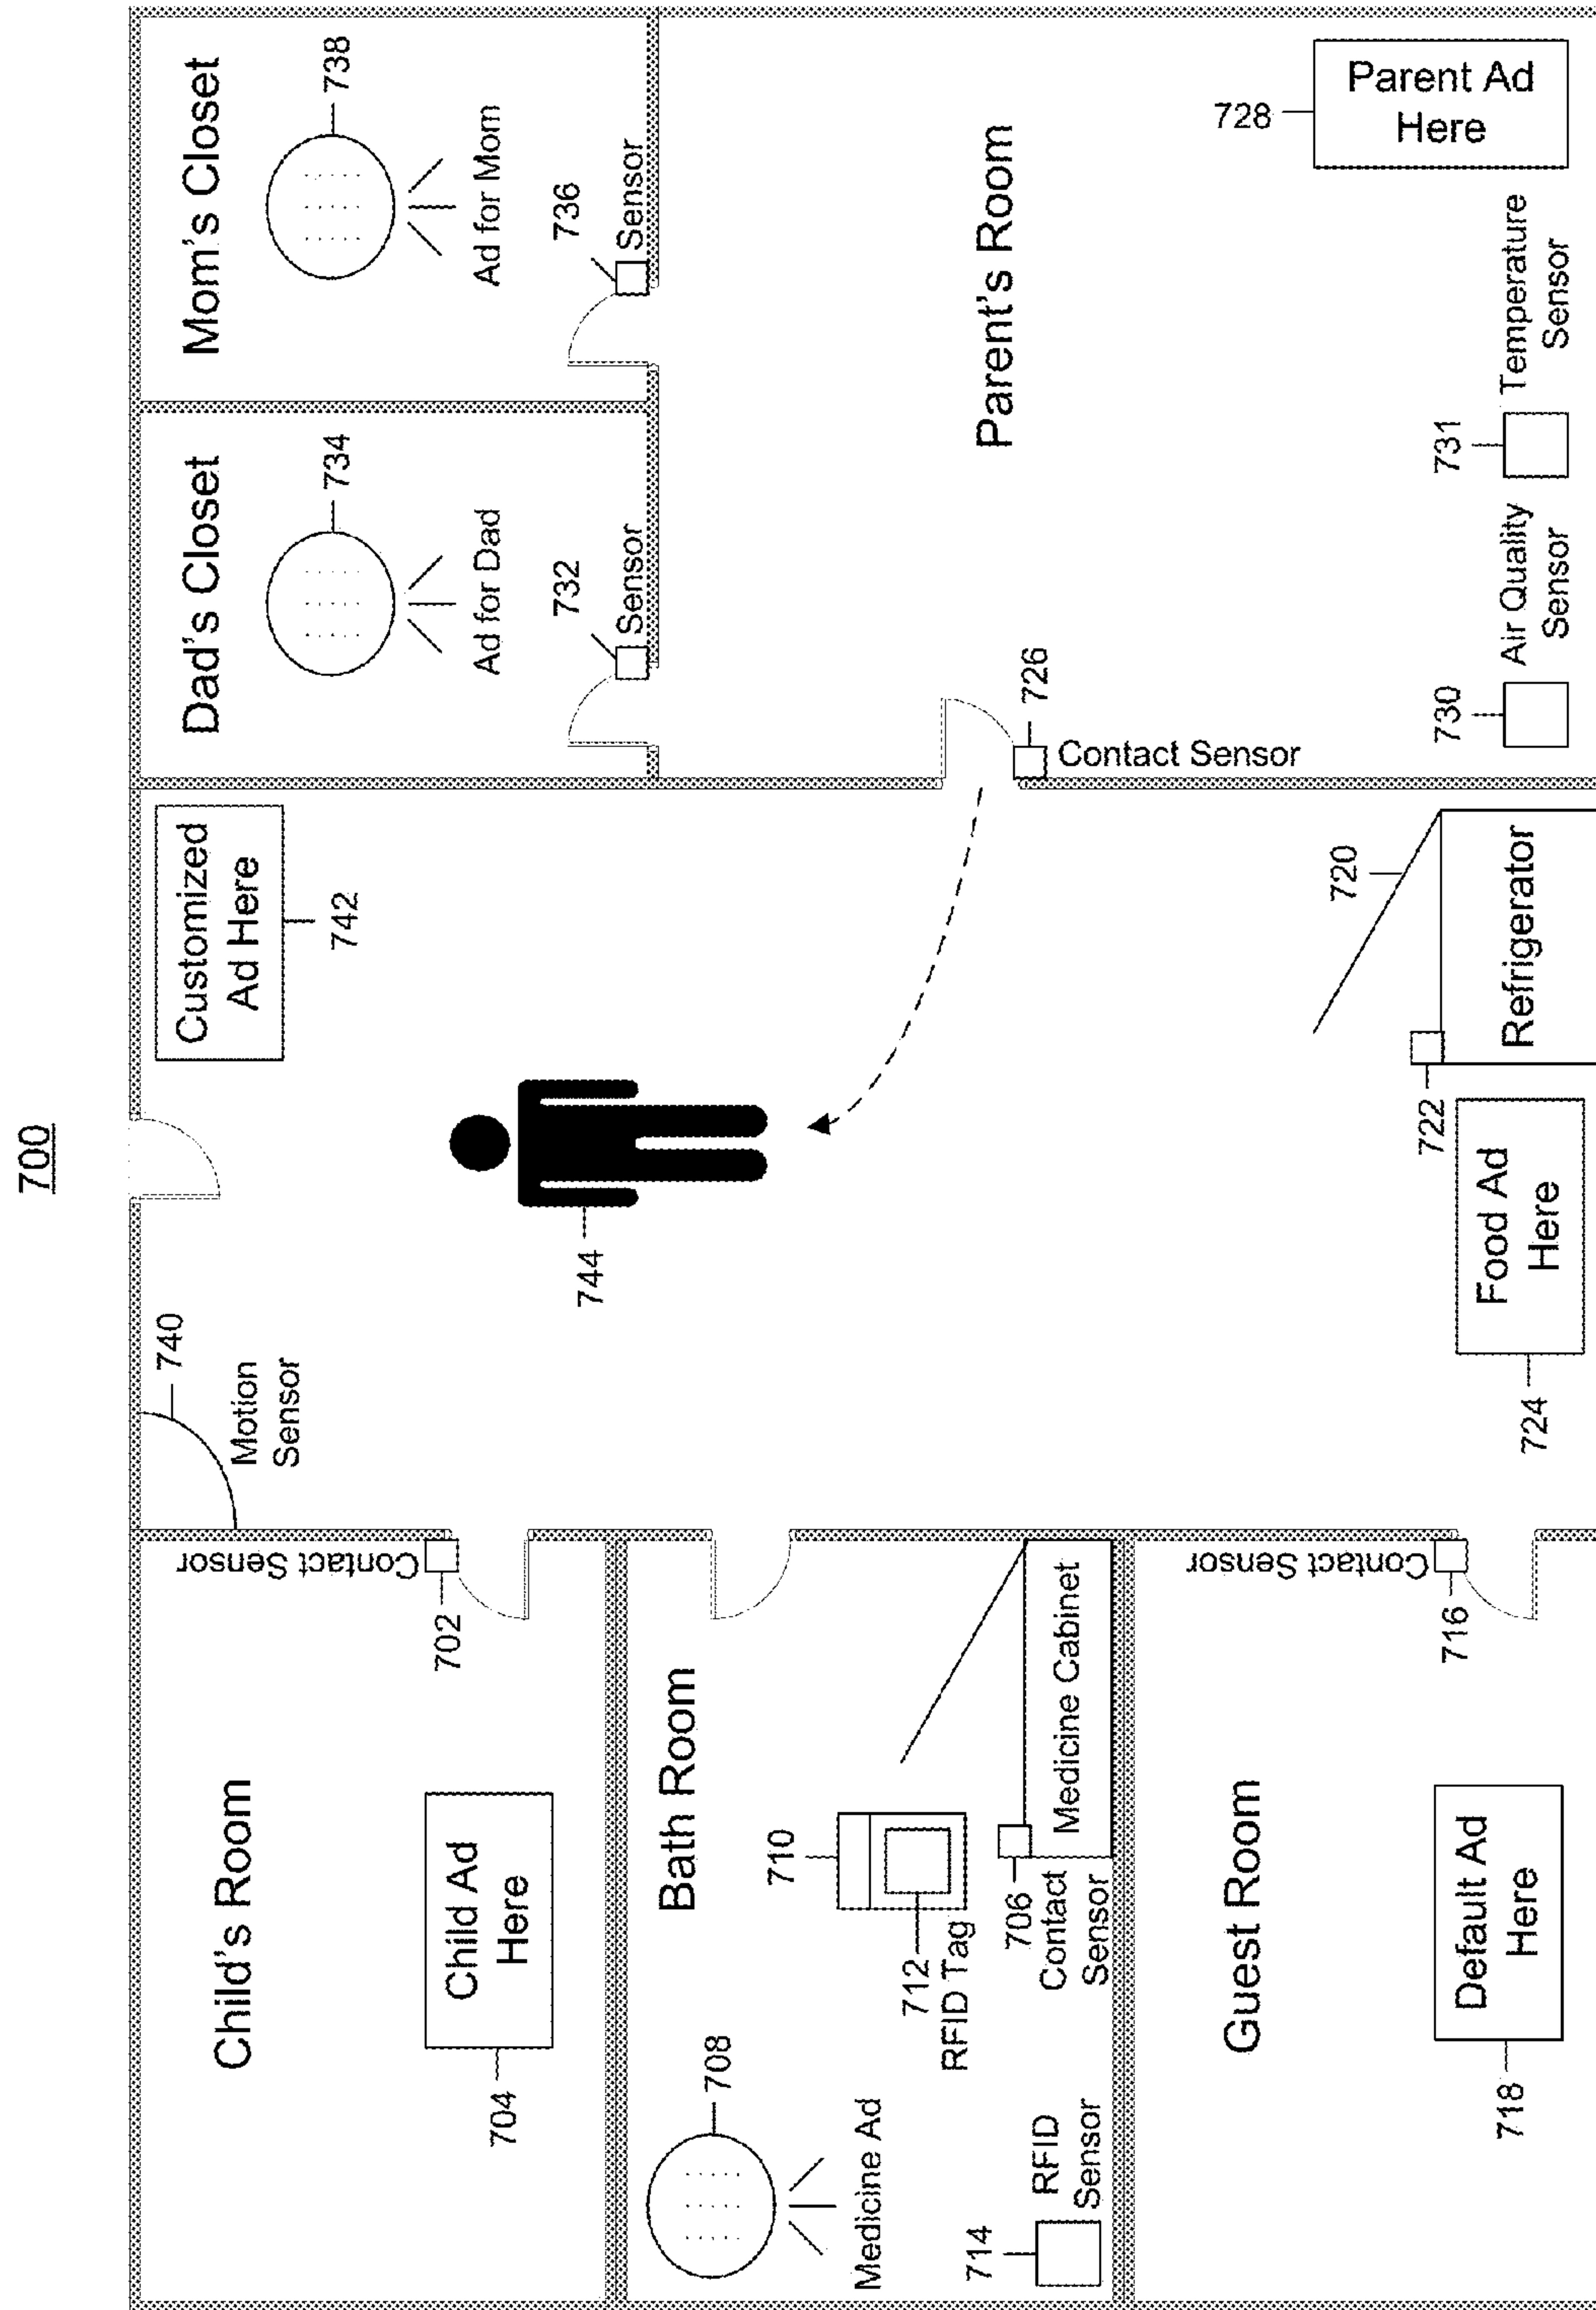 700
Child's Room
Child Ad
Here
704
Contact Sensor
702
Motion
Sensor
740
Customized
Ad Here
742
Dad's Closet
734
Ad for Dad
732
Sensor
Mom's Closet
738
Ad for Mom
736
Sensor
Bath Room
708
Medicine Ad
710
712
RFID Tag
714
RFID
Sensor
706
Contact
Sensor
Medicine Cabinet
744
Parent's Room
726
Contact Sensor
728
Parent Ad
Here
Guest Room
Default Ad
Here
718
Contact Sensor
716
724
Food Ad
Here
722
720
Refrigerator
730
Air Quality
Sensor
731
Temperature
Sensor